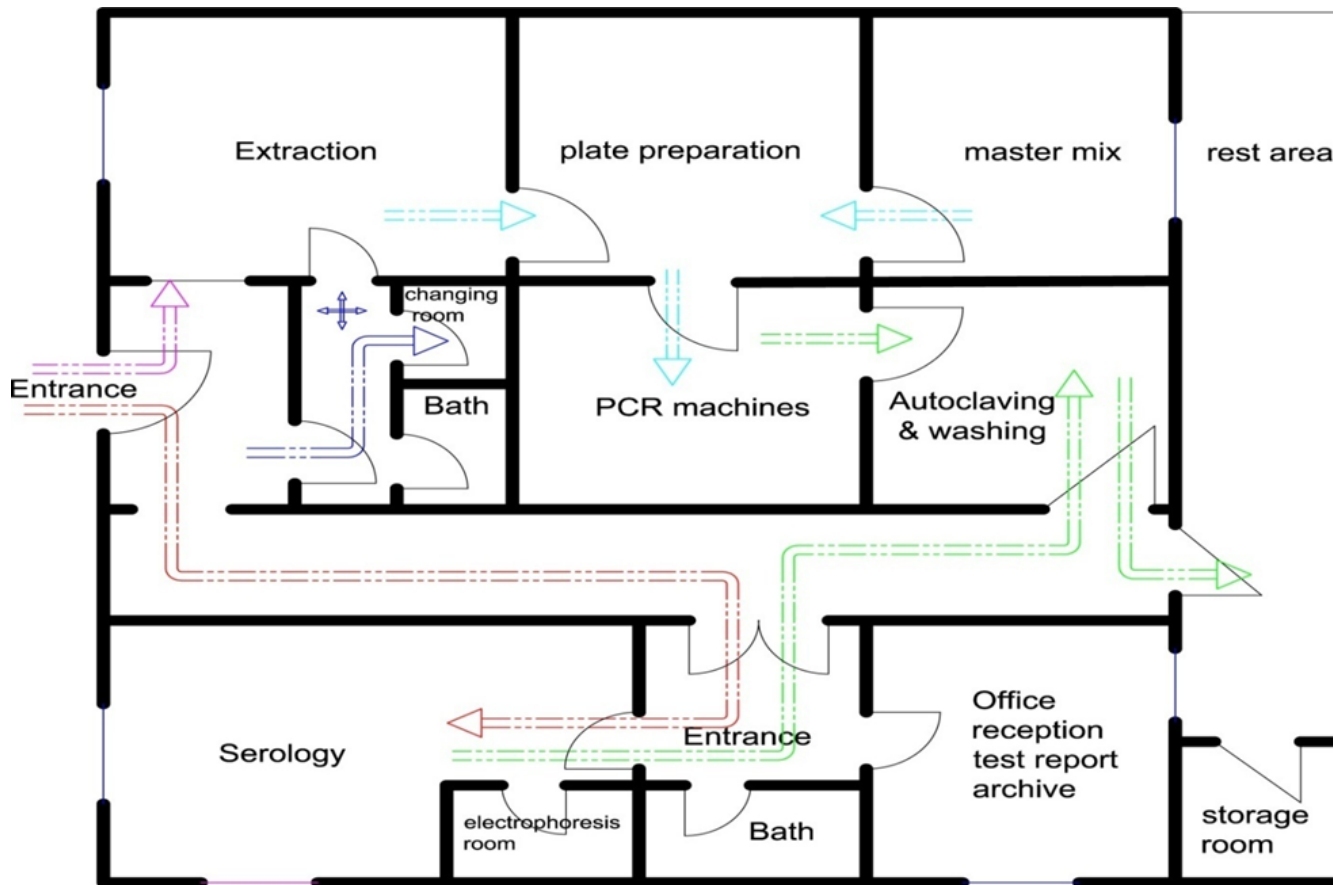 Extraction
plate preparation
master mix
rest area
changing
room
Entrance
Bath
PCR machines
Autoclaving
& washing
Serology
Entrance
Office
reception
test report
archive
electrophoresis
room
Bath
storage
room